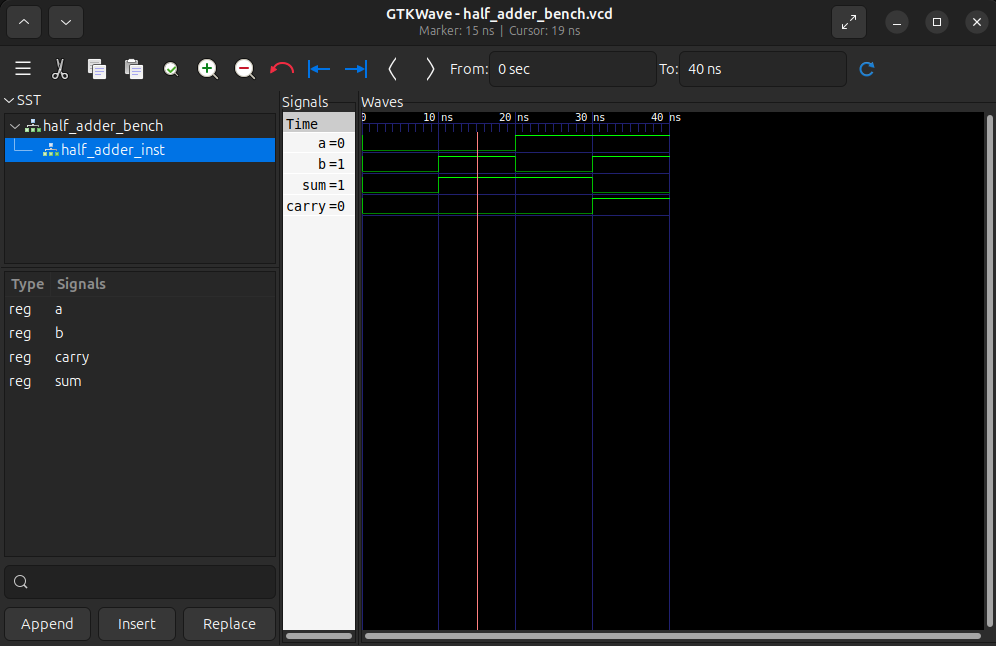 GTKWave - half_adder_bench.vcd
Marker: 15 ns | Cursor: 19 ns
From: 0 sec To: 40 ns
SST
half_adder_bench
half_adder_inst
Type Signals
reg a
reg b
reg carry
reg sum
Append Insert Replace
Signals
Time
a=0
b=1
sum=1
carry=0
Waves
0 10 ns 20 ns 30 ns 40 ns